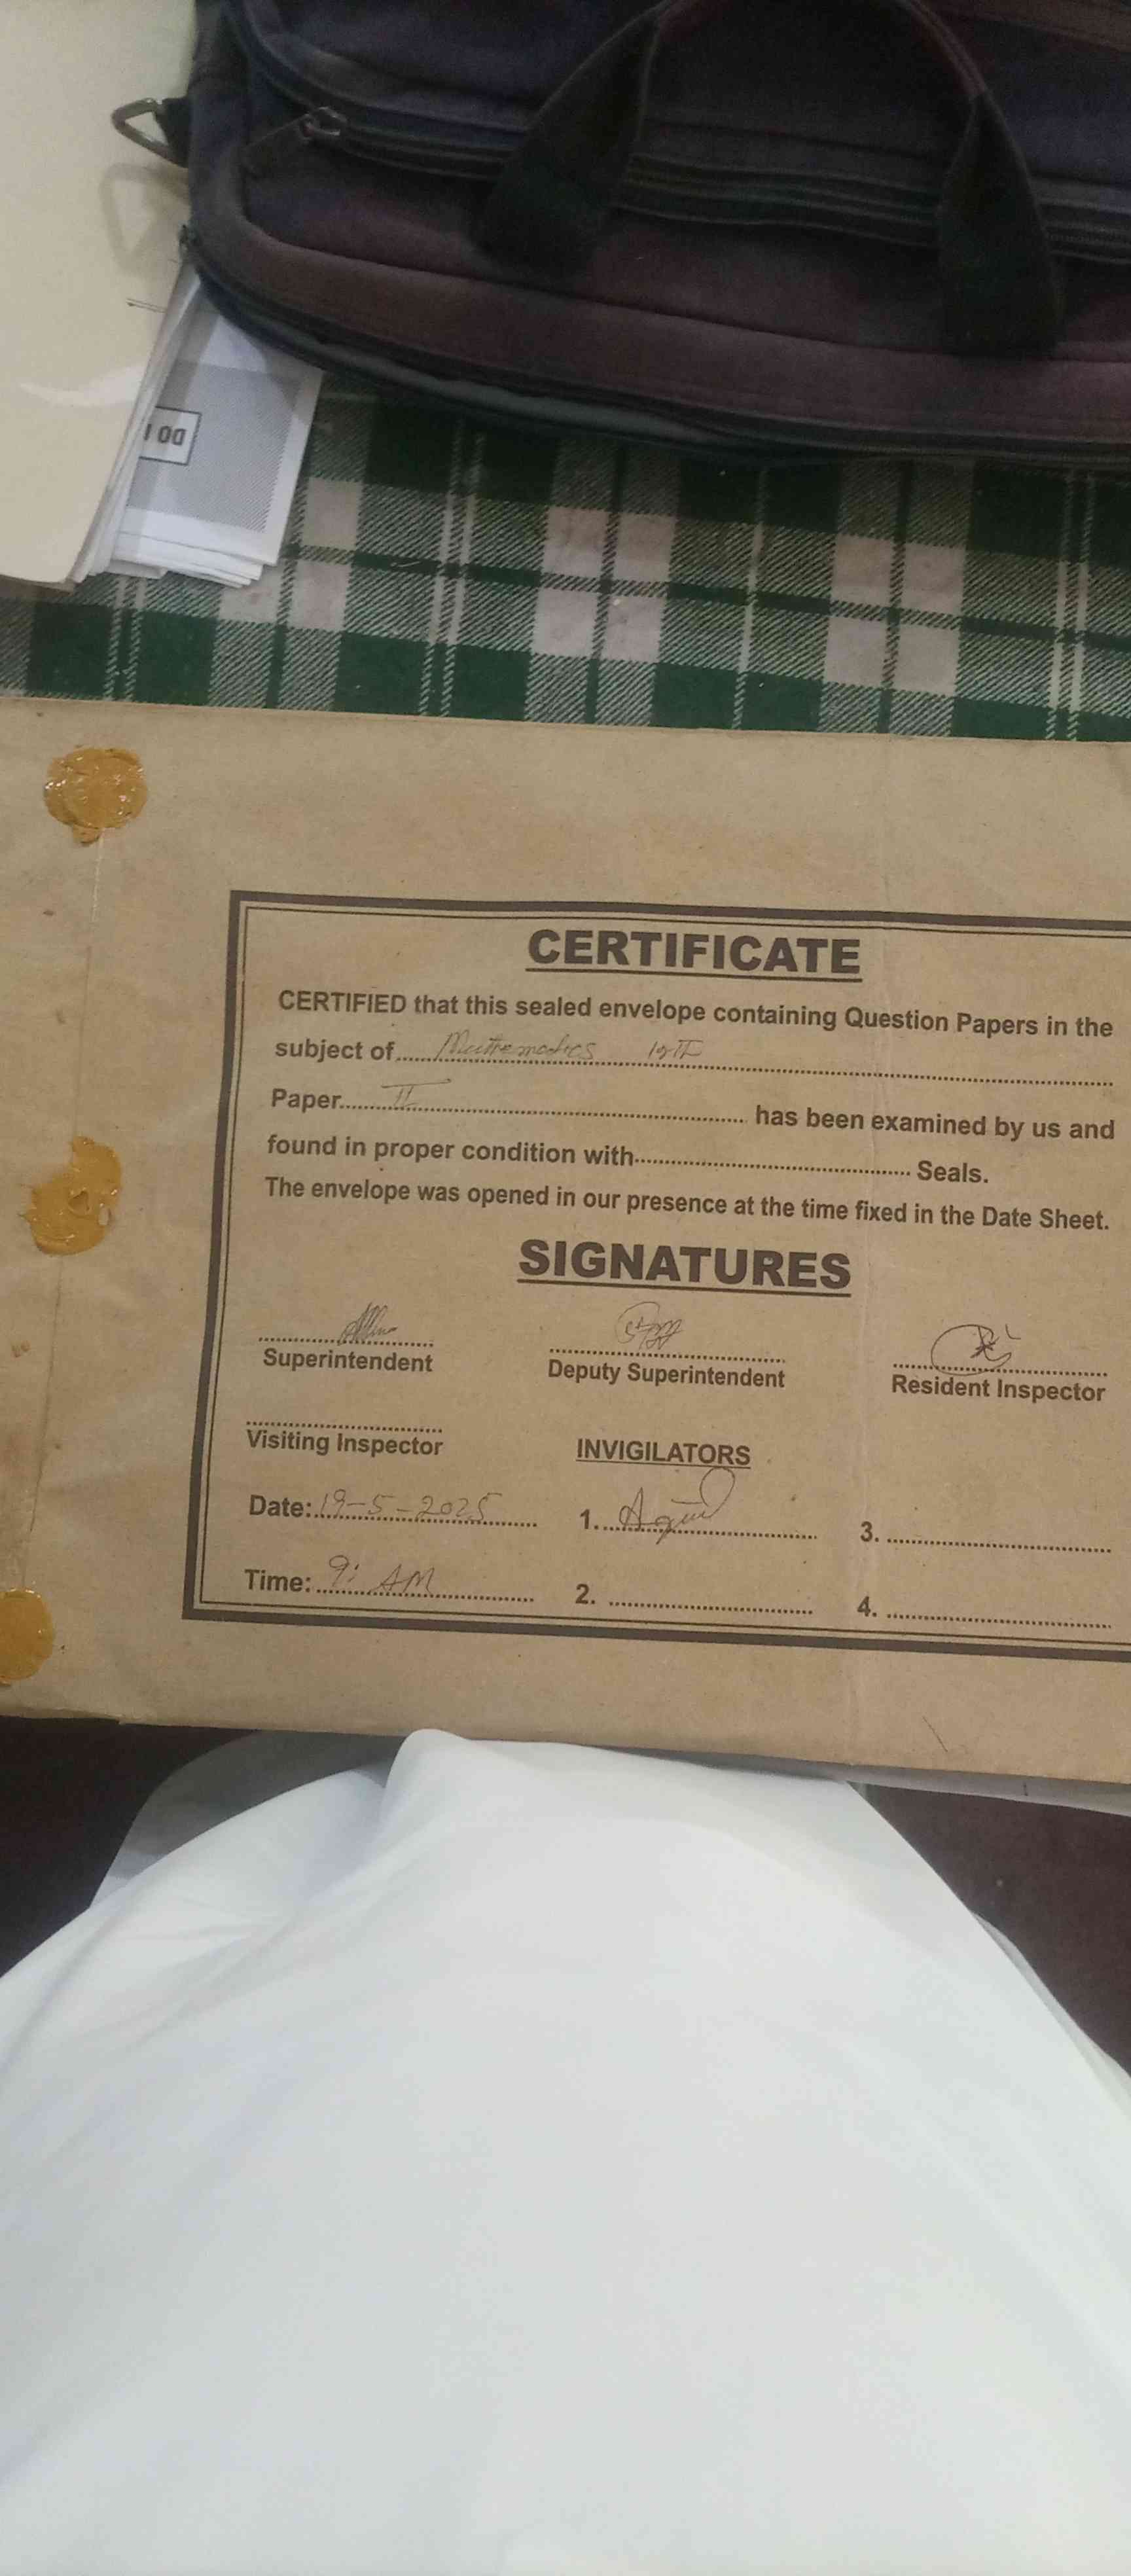 DO I
CERTIFICATE
CERTIFIED that this sealed envelope containing Question Papers in the
subject of Mathematics
Paper II has been examined by us and
found in proper condition with Seals.
The envelope was opened in our presence at the time fixed in the Date Sheet.
SIGNATURES
Superintendent Deputy Superintendent Resident Inspector
Visiting Inspector INVIGILATORS
Date: 19-5-2025 1. 3.
Time: 9: AM 2. 4.